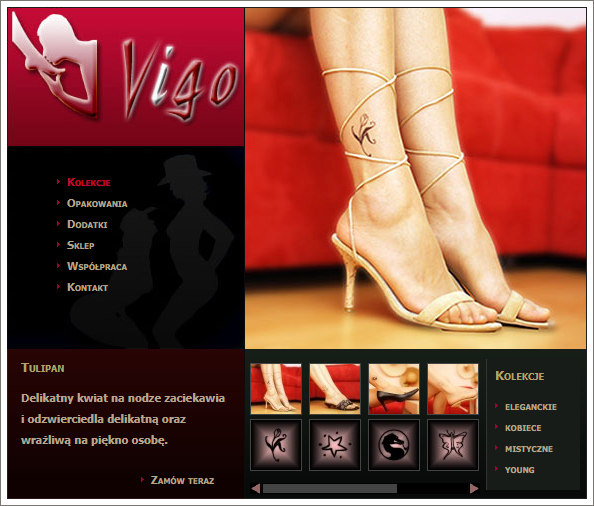 Vigo
Kolekcje
Opakowania
Dodatki
Sklep
Współpraca
Kontakt
Tulipan
Delikatny kwiat na nodze zaciekawia
i odzwierciedla delikatną oraz
wrażliwą na piękno osobę.
Zamów teraz
Kolekcje
eleganckie
kobiece
mistyczne
young